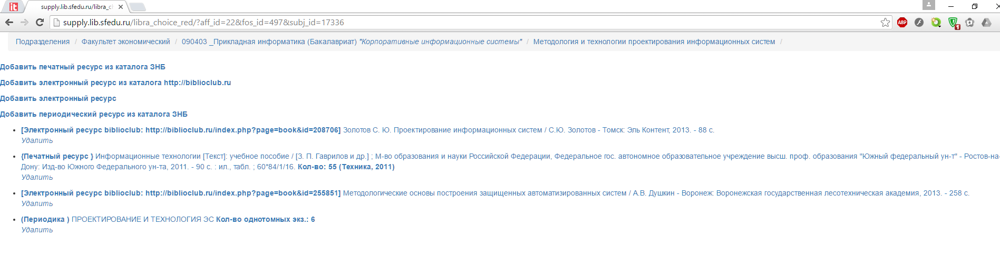 it
supply.lib.sfedu.ru/libra_c
supply.lib.sfedu.ru/libra_choice_red/?aff_id=22&fos_id=497&subj_id=17336
ABP
1
Подразделения / Факультет экономический / 090403 _Прикладная информатика (Бакалавриат) "Корпоративные информационные системы" / Методология и технологии проектирования информационных систем /
Добавить печатный ресурс из каталога ЗНБ
Добавить электронный ресурс из каталога http://biblioclub.ru
Добавить электронный ресурс
Добавить периодический ресурс из каталога ЗНБ
• [Электронный ресурс biblioclub: http://biblioclub.ru/index.php?page=book&id=208706] Золотов С. Ю. Проектирование информационных систем / С.Ю. Золотов - Томск: Эль Контент, 2013. - 88 с.
Удалить
• {Печатный ресурс } Информационные технологии [Текст]: учебное пособие / [З. П. Гаврилов и др.] ; М-во образования и науки Российской Федерации, Федеральное гос. автономное образовательное учреждение высш. проф. образования "Южный федеральный ун-т" - Ростов-на-
Дону: Изд-во Южного Федерального ун-та, 2011. - 90 с. : ил., табл. ; 60*84/1/16. Кол-во: 55 (Техника, 2011)
Удалить
• [Электронный ресурс biblioclub: http://biblioclub.ru/index.php?page=book&id=255851] Методологические основы построения защищенных автоматизированных систем / А.В. Душкин - Воронеж: Воронежская государственная лесотехническая академия, 2013. - 258 с.
Удалить
• (Периодика ) ПРОЕКТИРОВАНИЕ И ТЕХНОЛОГИЯ ЭС Кол-во однотомных экз.: 6
Удалить